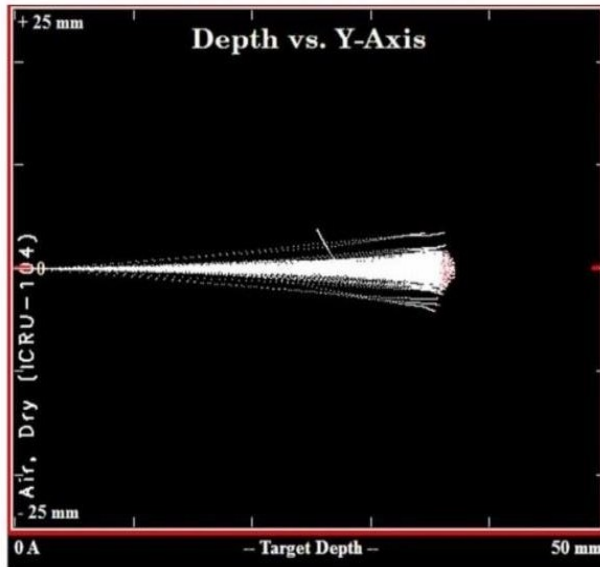 + 25 mm
Depth vs. Y-Axis
0
Air, Dry (ICRU-104)
- 25 mm
0 A
-- Target Depth --
50 mm